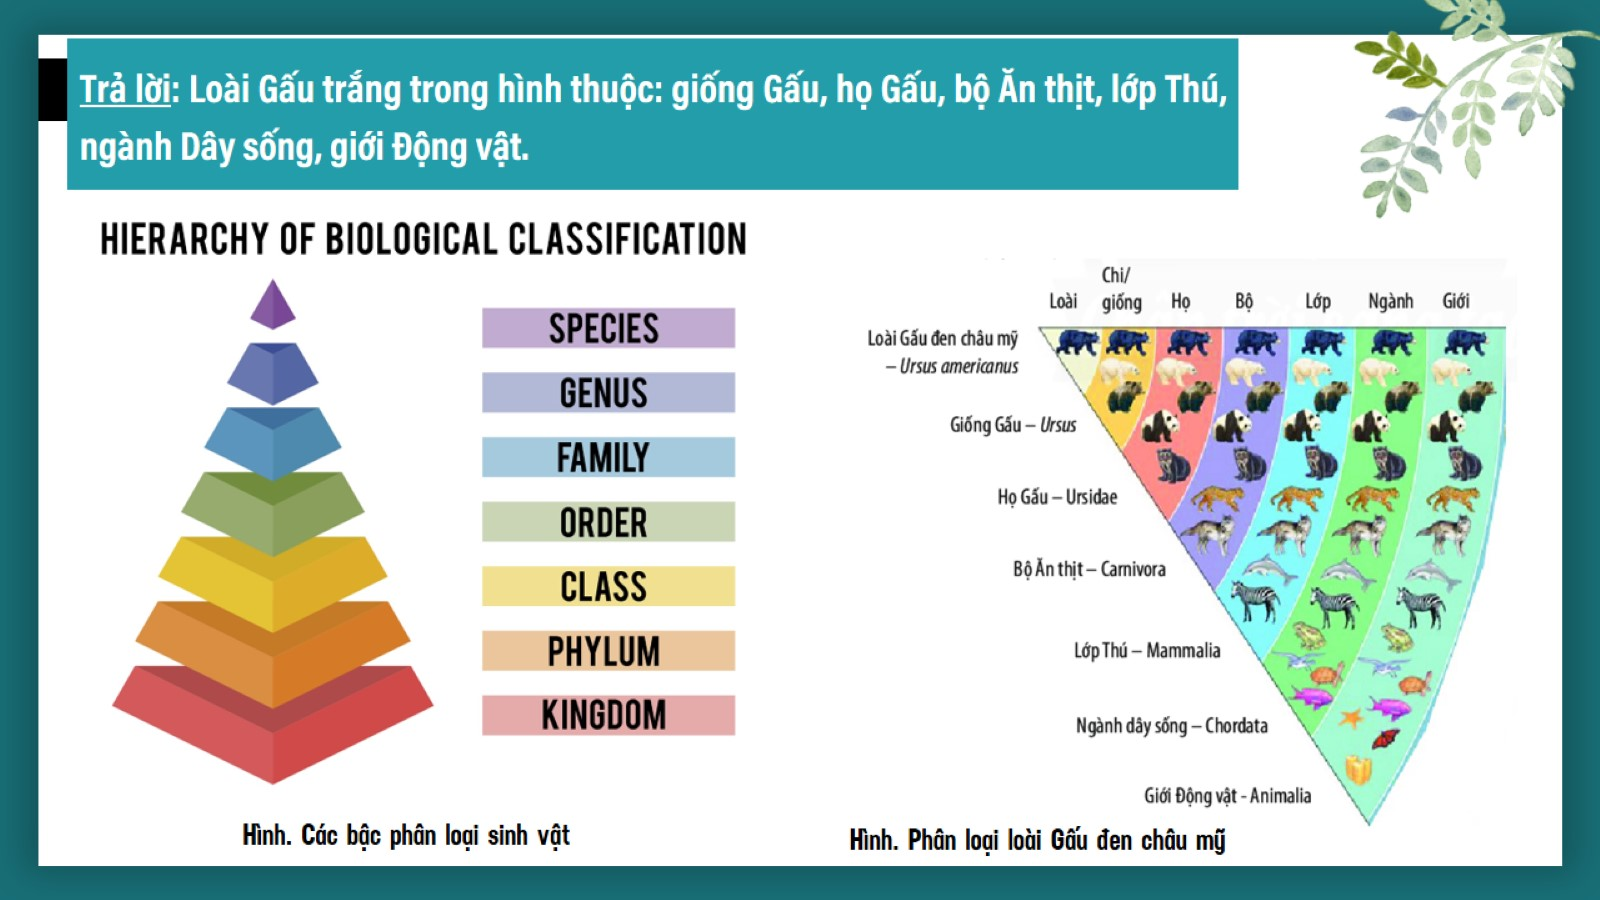 Trả lời: Loài Gấu trắng trong hình thuộc: giống Gấu, họ Gấu, bộ Ăn thịt, lớp Thú,
ngành Dây sống, giới Động vật.
HIERARCHY OF BIOLOGICAL CLASSIFICATION
SPECIES
GENUS
FAMILY
ORDER
CLASS
PHYLUM
KINGDOM
Hình. Các bậc phân loại sinh vật
Loài
Chi/
giống
Họ
Bộ
Lớp
Ngành
Giới
Loài Gấu đen châu mỹ
– Ursus americanus
Giống Gấu – Ursus
Họ Gấu – Ursidae
Bộ Ăn thịt – Carnivora
Lớp Thú – Mammalia
Ngành dây sống – Chordata
Giới Động vật - Animalia
Hình. Phân loại loài Gấu đen châu mỹ